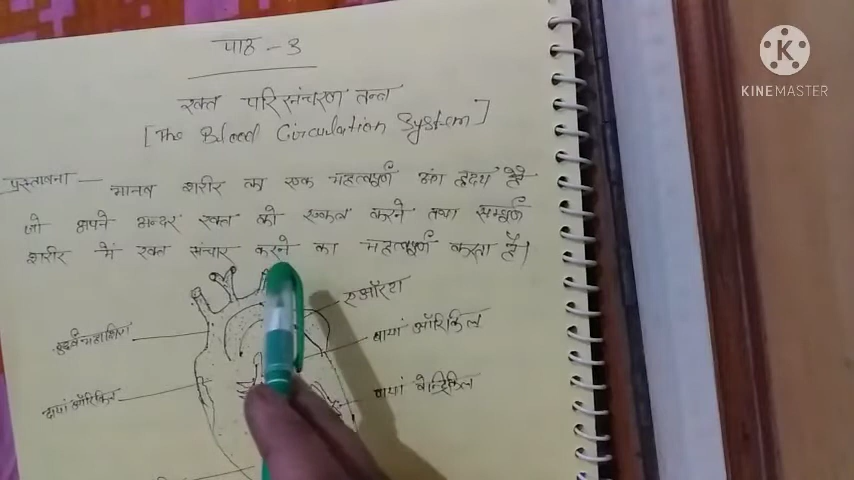 पाठ - 3
रक्त परिसंचरण तन्त्र
[The Blood Circulation System]
प्रस्तावना - मानव शरीर का एक महत्वपूर्ण अंग हृदय है
जो अपने अन्दर रक्त को एकत्र करने तथा सम्पूर्ण
शरीर में रक्त संचार करने का महत्वपूर्ण करता है।
एऑरटा
बायां ऑरिकिल
दायां ऑरिकिल
बायां वेन्ट्रिकिल
K
KINEMASTER